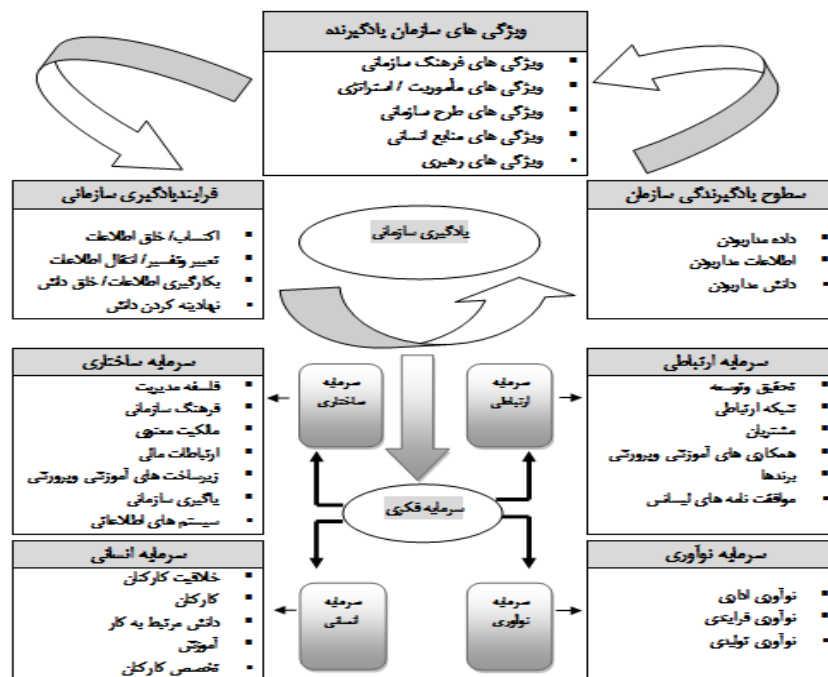 ویژگی های سازمان یادگیرنده
ویژگی های فرهنگ سازمانی
ویژگی های مأموریت / استراتژی
ویژگی های طرح سازمانی
ویژگی های منابع انسانی
ویژگی های رهبری
سطوح یادگیرندگی سازمان
داده مداربودن
اطلاعات مداربودن
دانش مداربودن
یادگیری سازمانی
فرایندیادگیری سازمانی
اکتساب/ خلق اطلاعات
تعبیر وتفسیر/ انتقال اطلاعات
بکارگیری اطلاعات/ خلق دانش
نهادینه کردن دانش
سرمایه ارتباطی
تحقیق وتوسعه
شبکه ارتباطی
مشتریان
همکاری های آموزشی وپرورشی
برندها
موافقت نامه های لیسانس
سرمایه
ارتباطی
سرمایه
ساختاری
سرمایه ساختاری
فلسفه مدیریت
فرهنگ سازمانی
مالکیت معنوی
ارتباطات مالی
زیرساخت های آموزشی وپرورشی
یاگیری سازمانی
سیستم های اطلاعاتی
سرمایه فکری
سرمایه نوآوری
نوآوری اداری
نوآوری فرایندی
نوآوری تولیدی
سرمایه
نوآوری
سرمایه
انسانی
سرمایه انسانی
خلاقیت کارکنان
کارکنان
دانش مرتبط به کار
آموزش
تخصص کارکنان